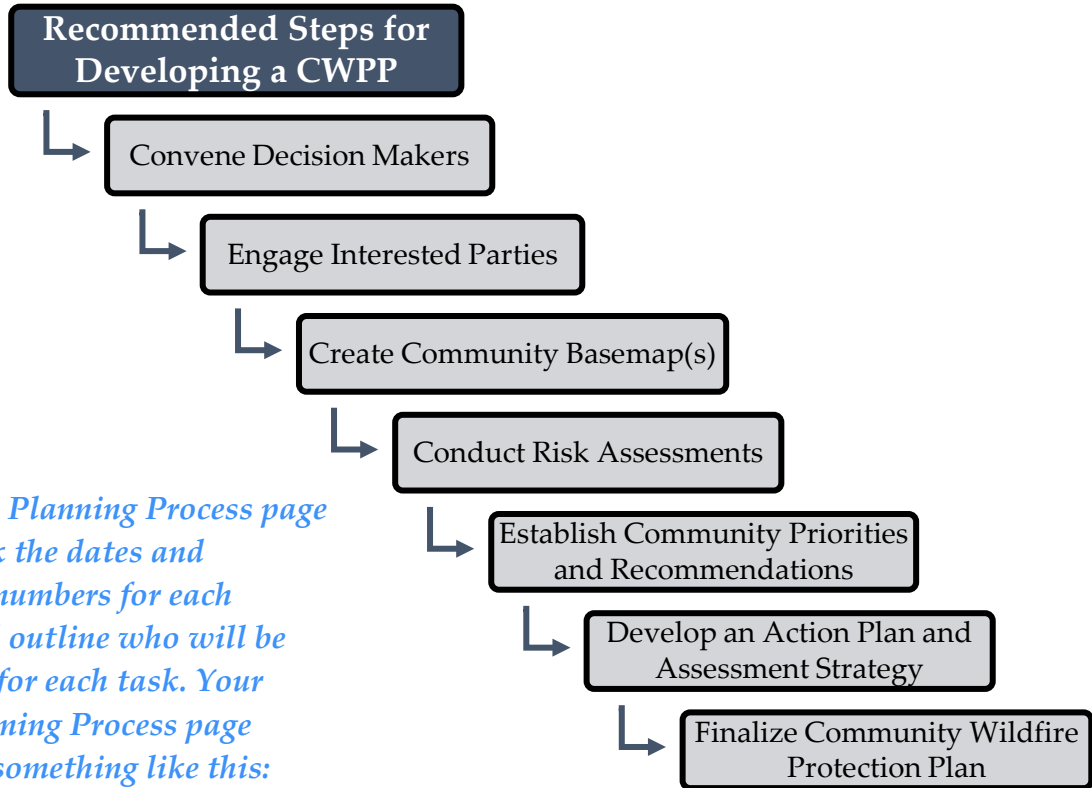 Recommended Steps for
Developing a CWPP
Convene Decision Makers
Engage Interested Parties
Create Community Basemap(s)
Conduct Risk Assessments
Establish Community Priorities
and Recommendations
Develop an Action Plan and
Assessment Strategy
Finalize Community Wildfire
Protection Plan
Planning Process page
the dates and
numbers for each
outline who will be
for each task. Your
Process page
something like this: